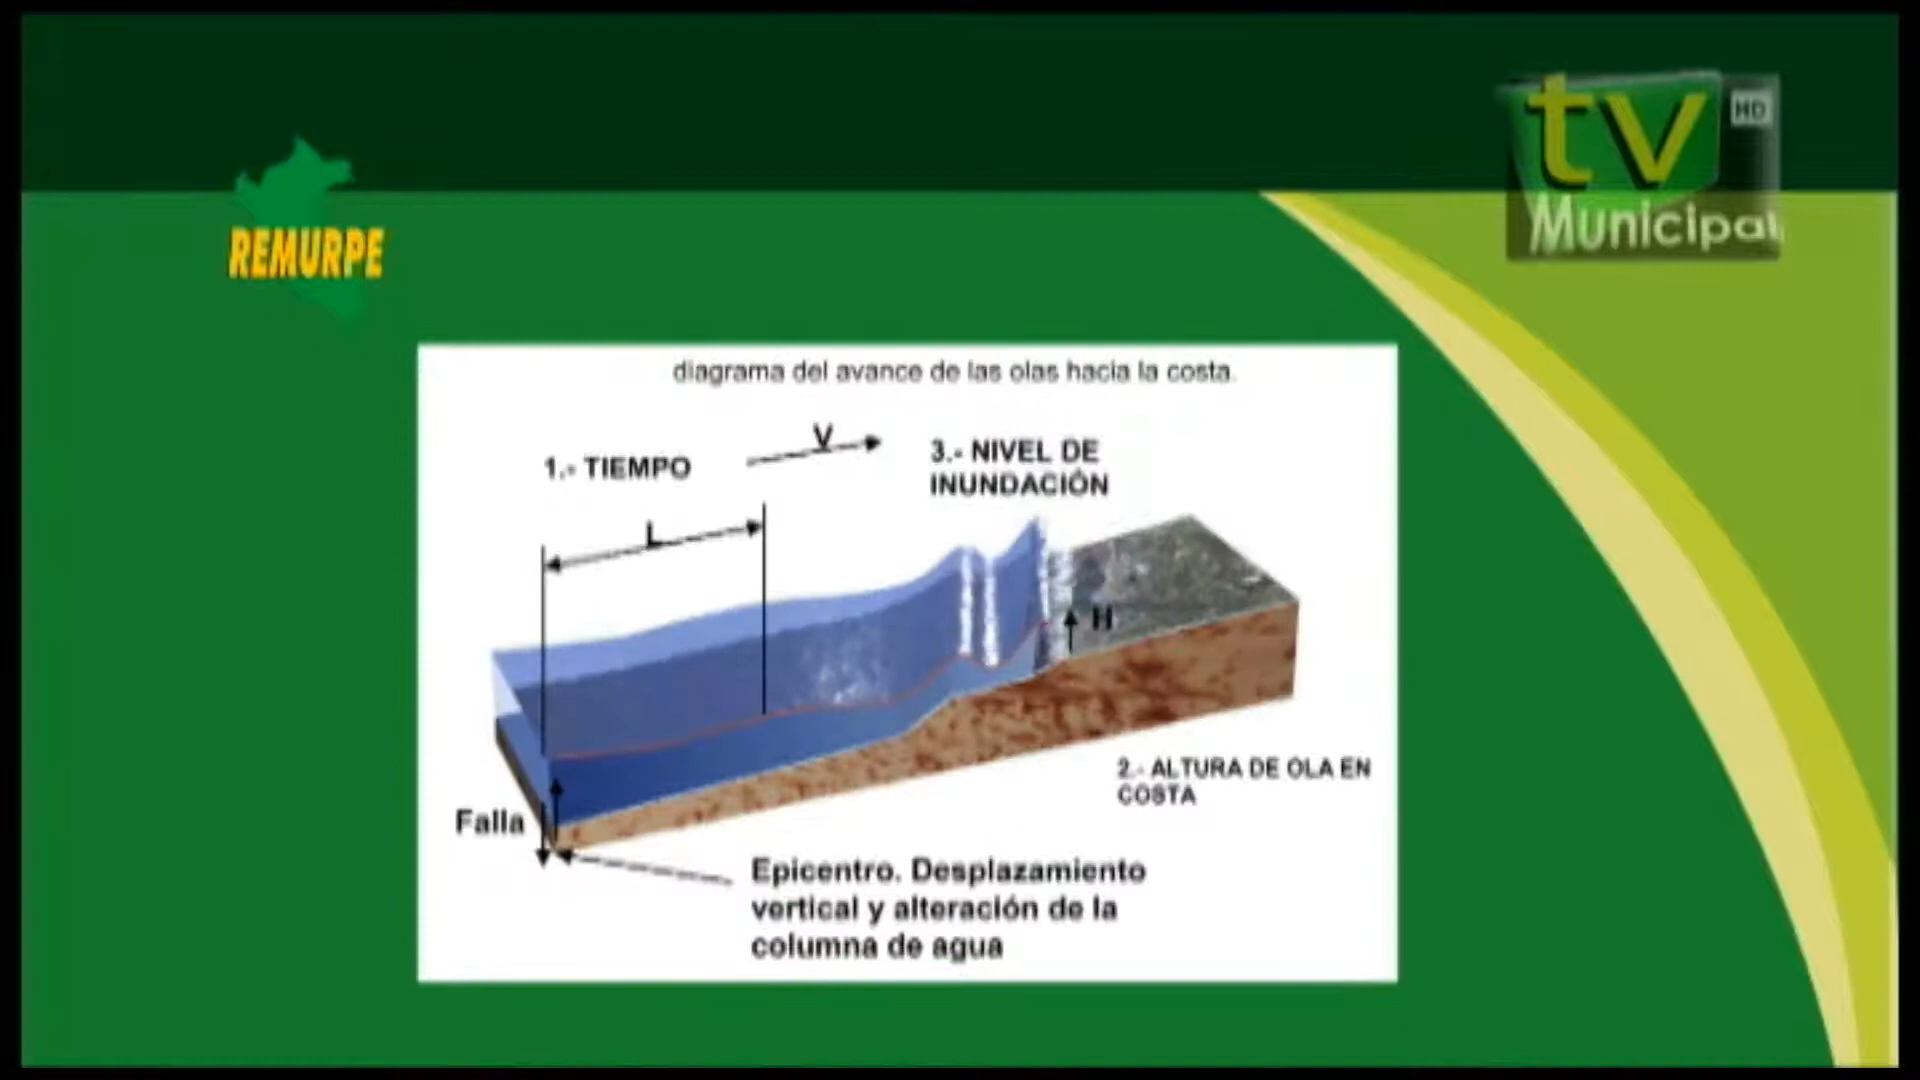 tv HD
Municipal
REMURPE
diagrama del avance de las olas hacia la costa.
V
1.- TIEMPO
3.- NIVEL DE
INUNDACIÓN
L
H
2.- ALTURA DE OLA EN
COSTA
Falla
Epicentro. Desplazamiento
vertical y alteración de la
columna de agua